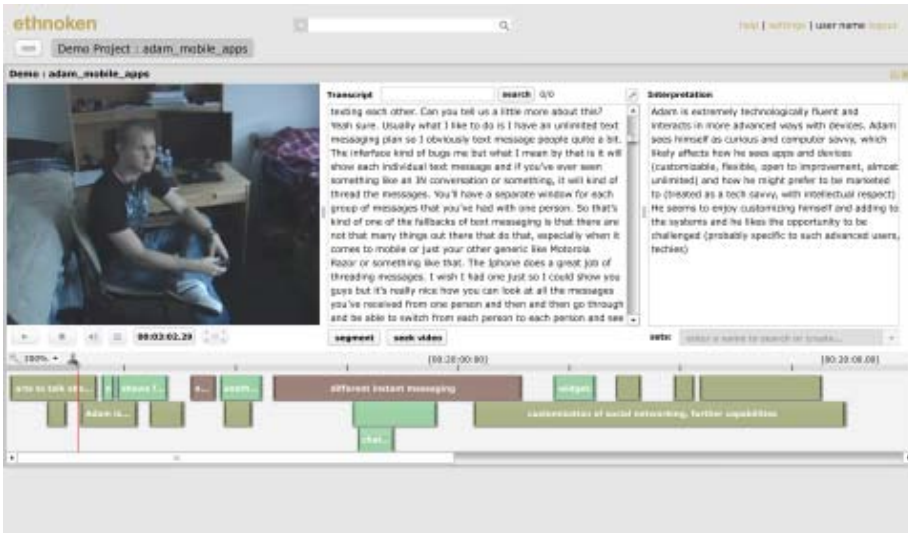 ethnoken
help | settings | user name logout
Demo Project : adam_mobile_apps
Demo : adam_mobile_apps
Transcript
search 0/0
texting each other. Can you tell us a little more about this?
Yeah sure. Usually what I like to do is I have an unlimited text
messaging plan so I obviously text message people quite a bit.
The interface kind of bugs me but what I mean by that is it will
show each individual text message and if you've ever seen
something like an IM conversation or something, it will kind of
thread the messages. You'll have a separate window for each
group of messages that you've had with one person. So that's
kind of one of the fallbacks of text messaging is that there are
not that many things out there that do that, especially when it
comes to mobile or just your other generic like Motorola
Razor or something like that. The Iphone does a great job of
threading messages. I wish I had one just so I could show you
guys but it's really nice how you can look at all the messages
you've received from one person and then and then go through
and be able to switch from each person to each person and see
segment seek video
Interpretation
Adam is extremely technologically fluent and
interacts in more advanced ways with devices. Adam
sees himself as curious and computer savvy, which
likely affects how he sees apps and devices
(customizable, flexible, open to improvement, almost
unlimited) and how he might prefer to be marketed
to (treated as a tech savvy, with intellectual respect)
He seems to enjoy customizing himself and adding to
the systems and he likes the opportunity to be
challenged (probably specific to such advanced users,
techies)
sets: enter a name to search or create...
00:03:02.29
100%
[00:20:00:00]
[00:20:00.00]
different instant messaging
widget
Adam is...
customization of social networking, further capabilities
chat...